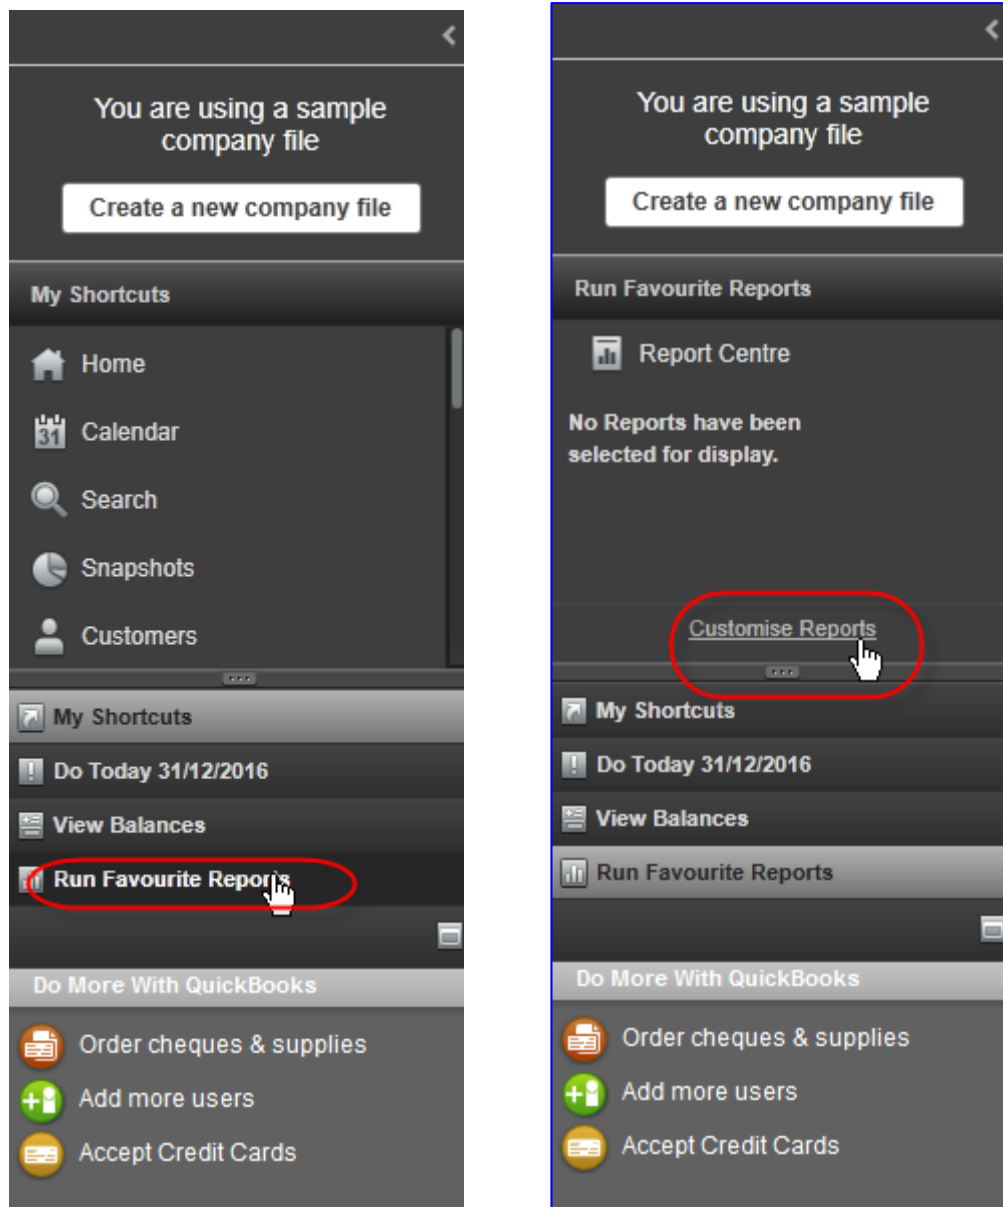 You are using a sample
company file
Create a new company file
My Shortcuts
Home
31
Calendar
Search
Snapshots
Customers
My Shortcuts
Do Today 31/12/2016
View Balances
Run Favourite Reports
Do More With QuickBooks
Order cheques & supplies
Add more users
Accept Credit Cards
You are using a sample
company file
Create a new company file
Run Favourite Reports
Report Centre
No Reports have been
selected for display.
Customise Reports
My Shortcuts
Do Today 31/12/2016
View Balances
Run Favourite Reports
Do More With QuickBooks
Order cheques & supplies
Add more users
Accept Credit Cards